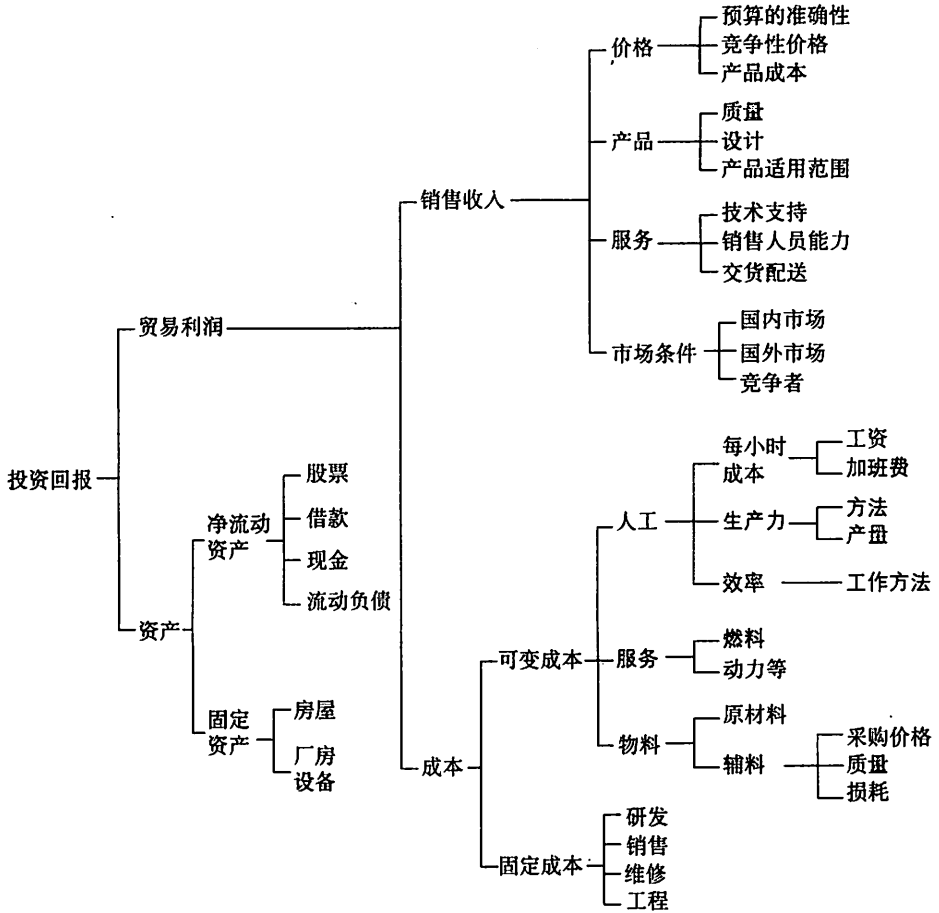 投资回报
贸易利润
销售收入
价格
预算的准确性
竞争性价格
产品成本
产品
质量
设计
产品适用范围
服务
技术支持
销售人员能力
交货配送
市场条件
国内市场
国外市场
竞争者
成本
可变成本
人工
每小时
成本
工资
加班费
生产力
方法
产量
效率
工作方法
服务
燃料
动力等
物料
原材料
辅料
采购价格
质量
损耗
固定成本
研发
销售
维修
工程
资产
净流动
资产
股票
借款
现金
流动负债
固定
资产
房屋
厂房
设备